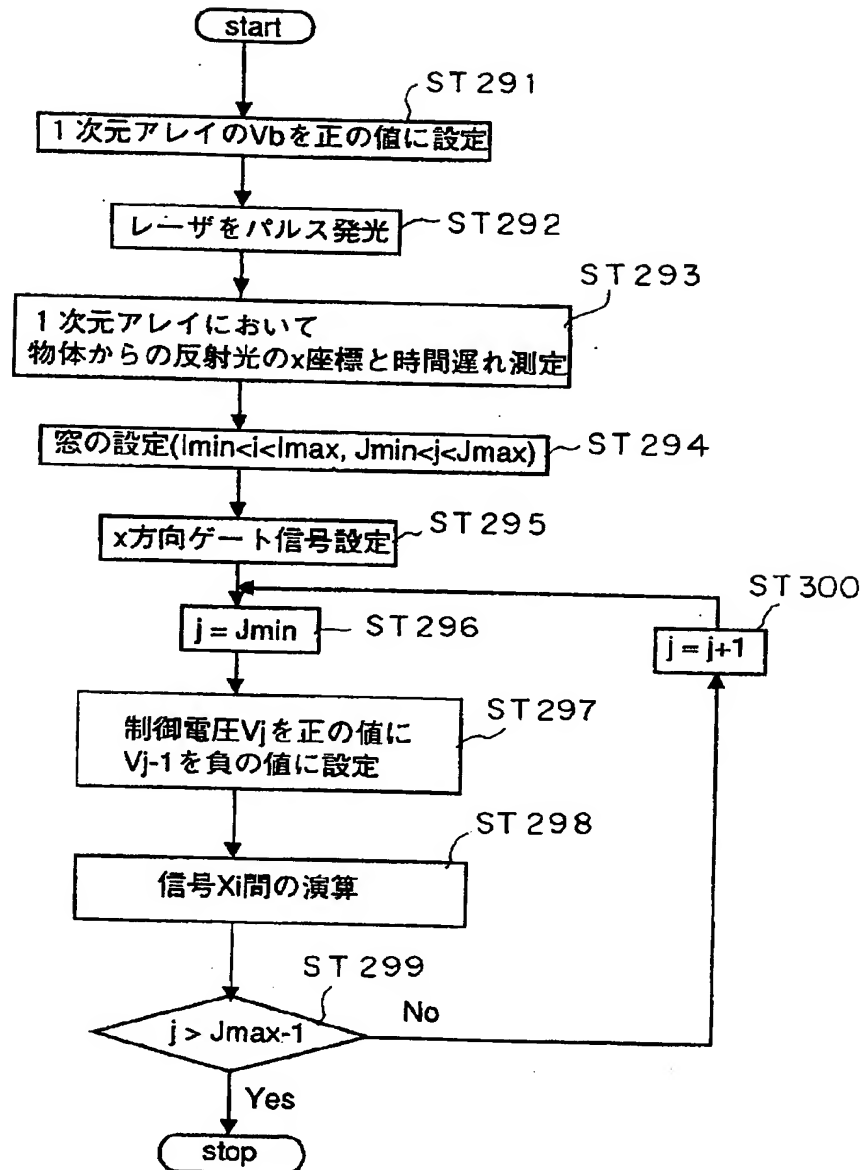 start
ST291
1次元アレイのVbを正の値に設定
レーザをパルス発光
ST292
ST293
1次元アレイにおいて
物体からの反射光のx座標と時間遅れ測定
窓の設定(Imin<i<Imax, Jmin<j<Jmax)
ST294
x方向ゲート信号設定
ST295
j = Jmin
ST296
ST300
j = j+1
ST297
制御電圧Vjを正の値に
Vj-1を負の値に設定
ST298
信号Xi間の演算
ST299
j > Jmax-1
No
Yes
stop